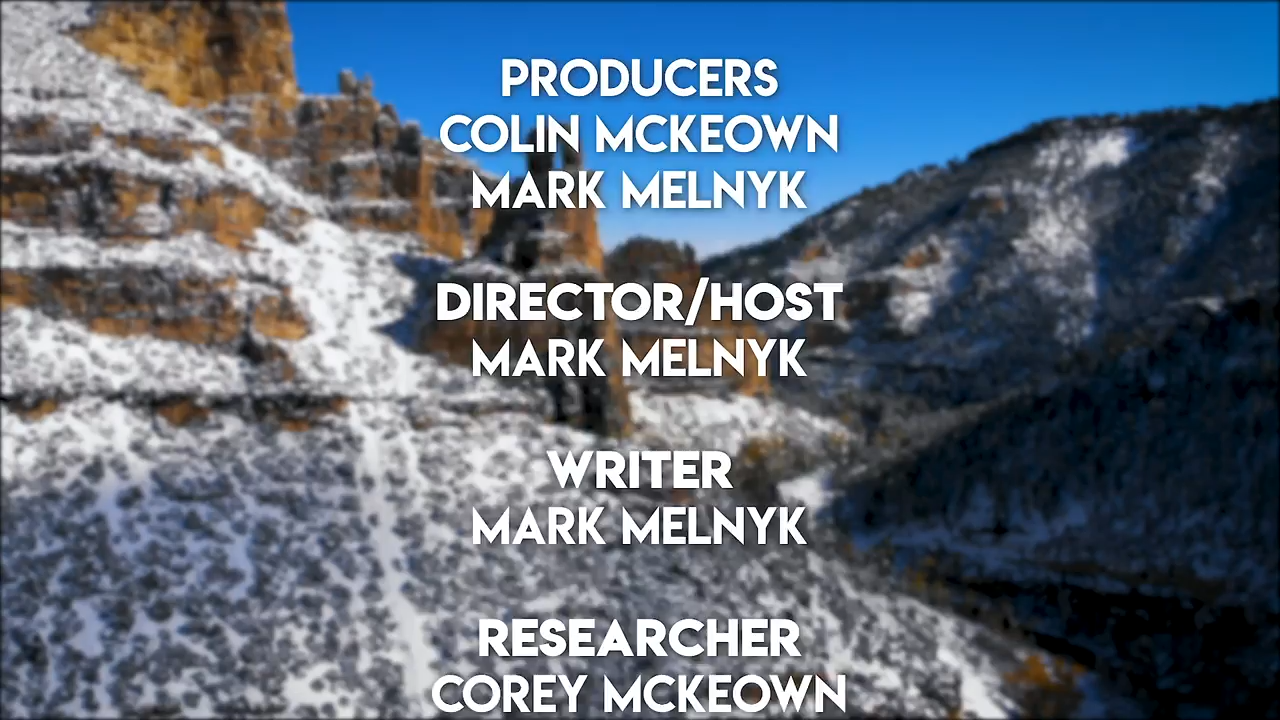 PRODUCERS
COLIN MCKEOWN
MARK MELNYK
DIRECTOR/HOST
MARK MELNYK
WRITER
MARK MELNYK
RESEARCHER
COREY MCKEOWN